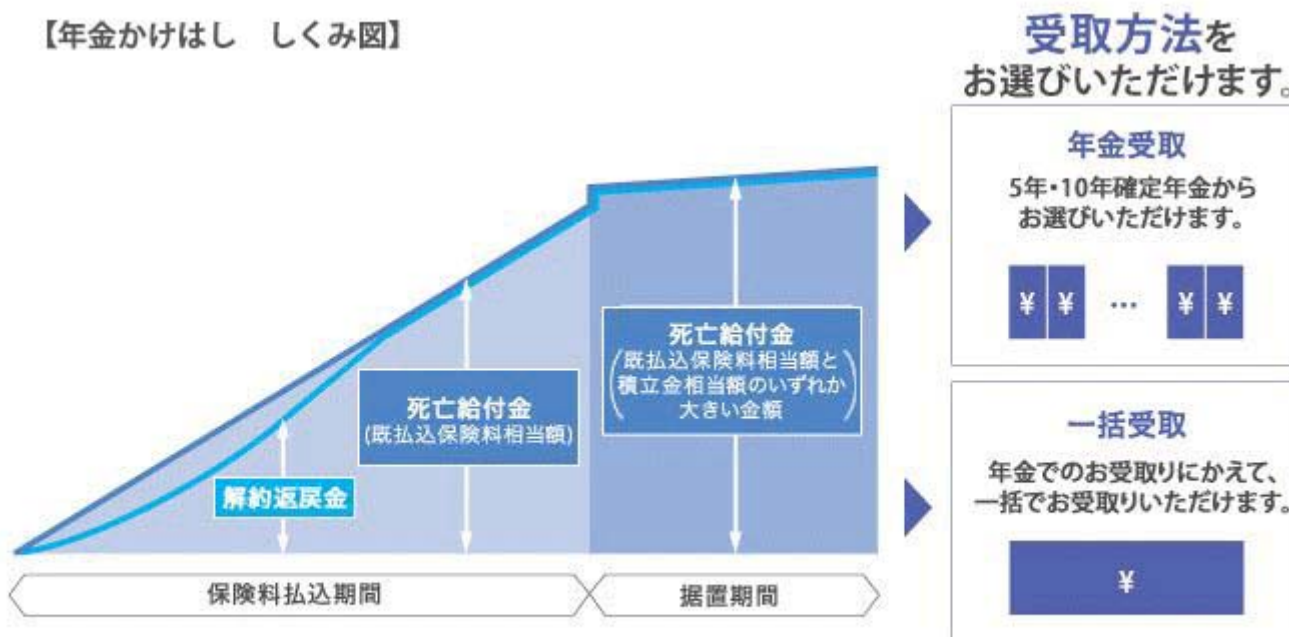 【年金かけはし　しくみ図】
解約返戻金
死亡給付金
(既払込保険料相当額)
死亡給付金
(既払込保険料相当額と
積立金相当額のいずれか
大きい金額)
保険料払込期間
据置期間
受取方法を
お選びいただけます。
年金受取
5年・10年確定年金から
お選びいただけます。
¥ ¥ … ¥ ¥
一括受取
年金でのお受取りにかえて、
一括でお受取りいただけます。
¥